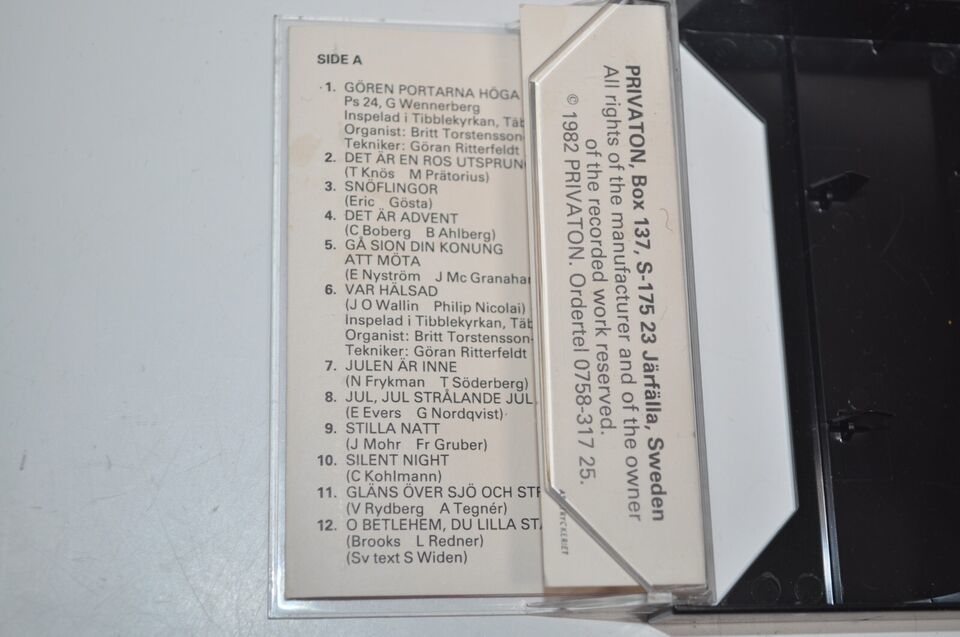 SIDE A
1. GÖREN PORTARNA HÖGA
Ps 24, G Wennerberg
Inspelad i Tibblekyrkan,
Organist: Britt Torstensson-
Tekniker: Göran Ritterfeldt
2. DET ÄR EN ROS
(T Knös M Prätorius)
3. SNÖFLINGOR
(Eric Gösta)
4. DET ÄR ADVENT
(C Boberg B Ahlberg)
5. GÅ SION DIN KONUNG
ATT MÖTA
(E Nyström J Mc
6. VAR HÄLSAD
(J O Wallin Philip Nicolai)
Inspelad i Tibblekyrkan,
Organist: Britt Torstensson-
Tekniker: Göran Ritterfeldt
7. JULEN ÄR INNE
(N Frykman T Söderberg)
8. JUL, JUL STRÅLANDE JUL
(E Evers G Nordqvist)
9. STILLA NATT
(J Mohr Fr Gruber)
10. SILENT NIGHT
(C Kohlmann)
11. GLÄNS ÖVER SJÖ OCH
(V Rydberg A Tegnér)
12. O BETLEHEM, DU LILLA
(Brooks L Redner)
(Sv text S Widen)
PRIVATON, Box 137, S-175 23 Järfälla, Sweden
All rights of the manufacturer and of the owner
of the recorded work reserved.
© 1982 PRIVATON. Ordertel 0758-317 25.